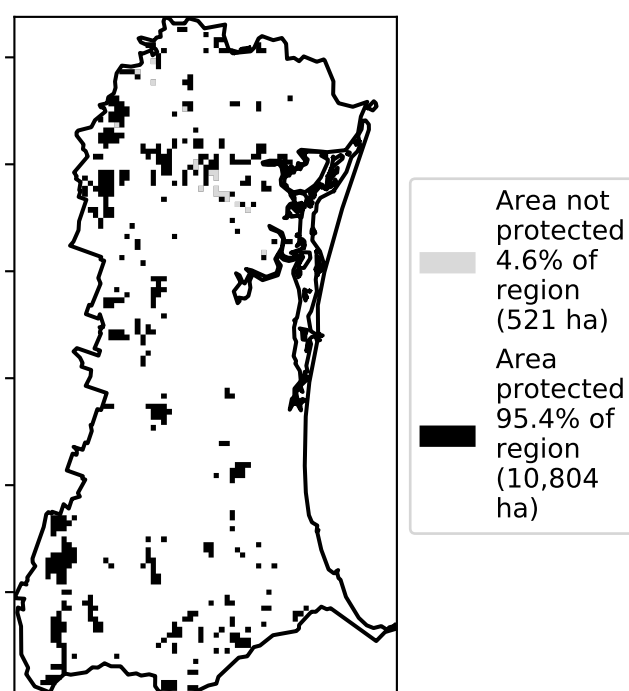 Area not
protected
4.6% of
region
(521 ha)
Area
protected
95.4% of
region
(10,804
ha)